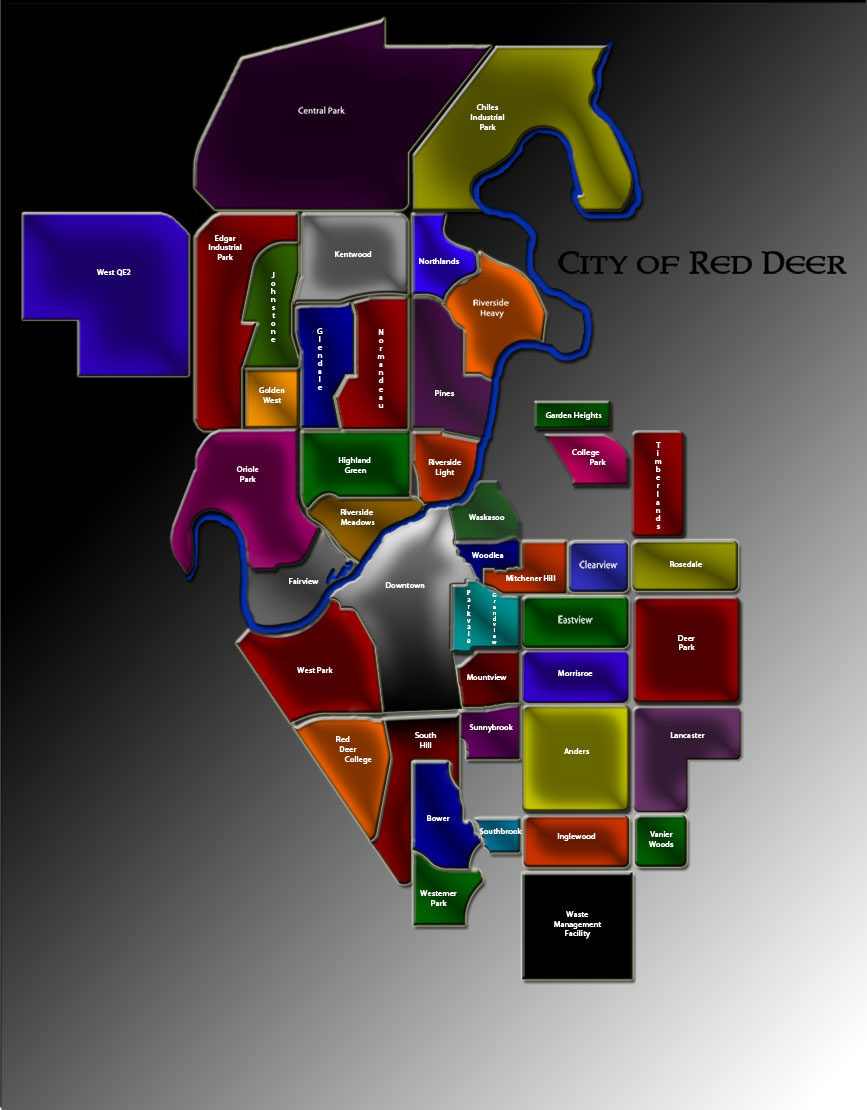 Central Park
Chiles
Industrial
Park
City of Red Deer
West QE2
Edgar
Industrial
Park
Johnstone
Kentwood
Northlands
Riverside
Heavy
Glendale
Normandeau
Golden
West
Pines
Garden Heights
College
Park
Timberlands
Oriole
Park
Highland
Green
Riverside
Light
Riverside
Meadows
Waskasoo
Woodlea
Mitchener Hill
Clearview
Rosedale
Fairview
Downtown
Parkvale
Grandview
Eastview
Deer
Park
West Park
Mountview
Morrisroe
Red
Deer
College
South
Hill
Sunnybrook
Anders
Lancaster
Bower
Southbrook
Inglewood
Vanier
Woods
Westerner
Park
Waste
Management
Facility